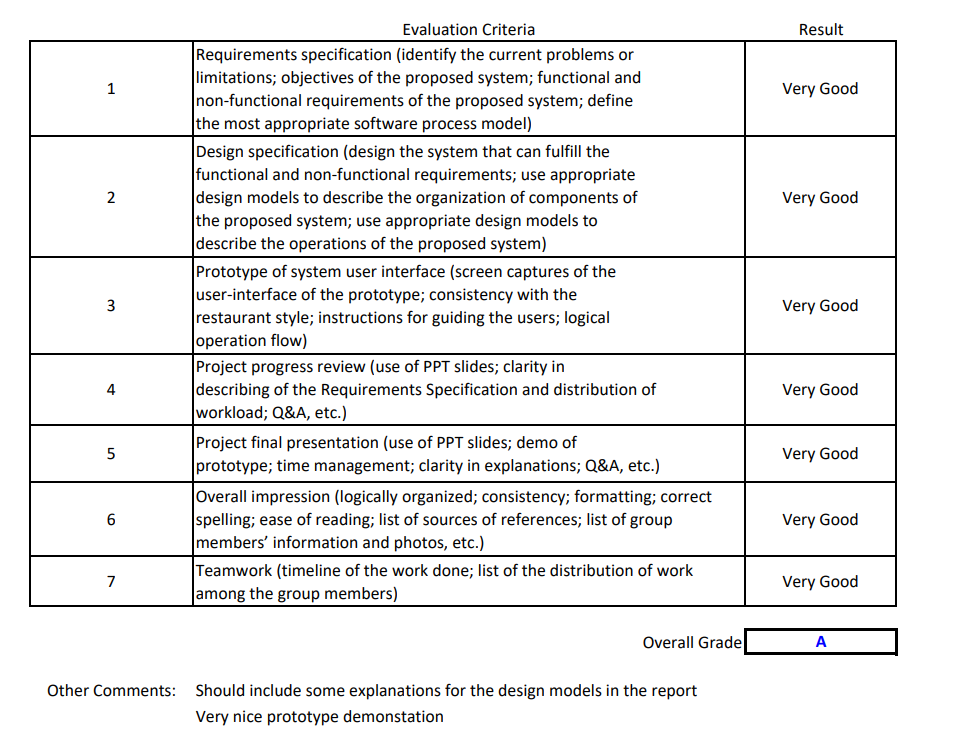 Evaluation Criteria Result
Requirements specification (identify the current problems or
limitations; objectives of the proposed system; functional and
1 Very Good
non-functional requirements of the proposed system; define
the most appropriate software process model)
Design specification (design the system that can fulfill the
functional and non-functional requirements; use appropriate
2 design models to describe the organization of components of Very Good
the proposed system; use appropriate design models to
describe the operations of the proposed system)
Prototype of system user interface (screen captures of the
user-interface of the prototype; consistency with the
3 Very Good
restaurant style; instructions for guiding the users; logical
operation flow)
Project progress review (use of PPT slides; clarity in
4 describing of the Requirements Specification and distribution of Very Good
workload; Q&A, etc.)
Project final presentation (use of PPT slides; demo of
5 Very Good
prototype; time management; clarity in explanations; Q&A, etc.)
Overall impression (logically organized; consistency; formatting; correct
6 spelling; ease of reading; list of sources of references; list of group Very Good
members’ information and photos, etc.)
Teamwork (timeline of the work done; list of the distribution of work
7 Very Good
among the group members)
Overall Grade A
Other Comments: Should include some explanations for the design models in the report
Very nice prototype demonstation